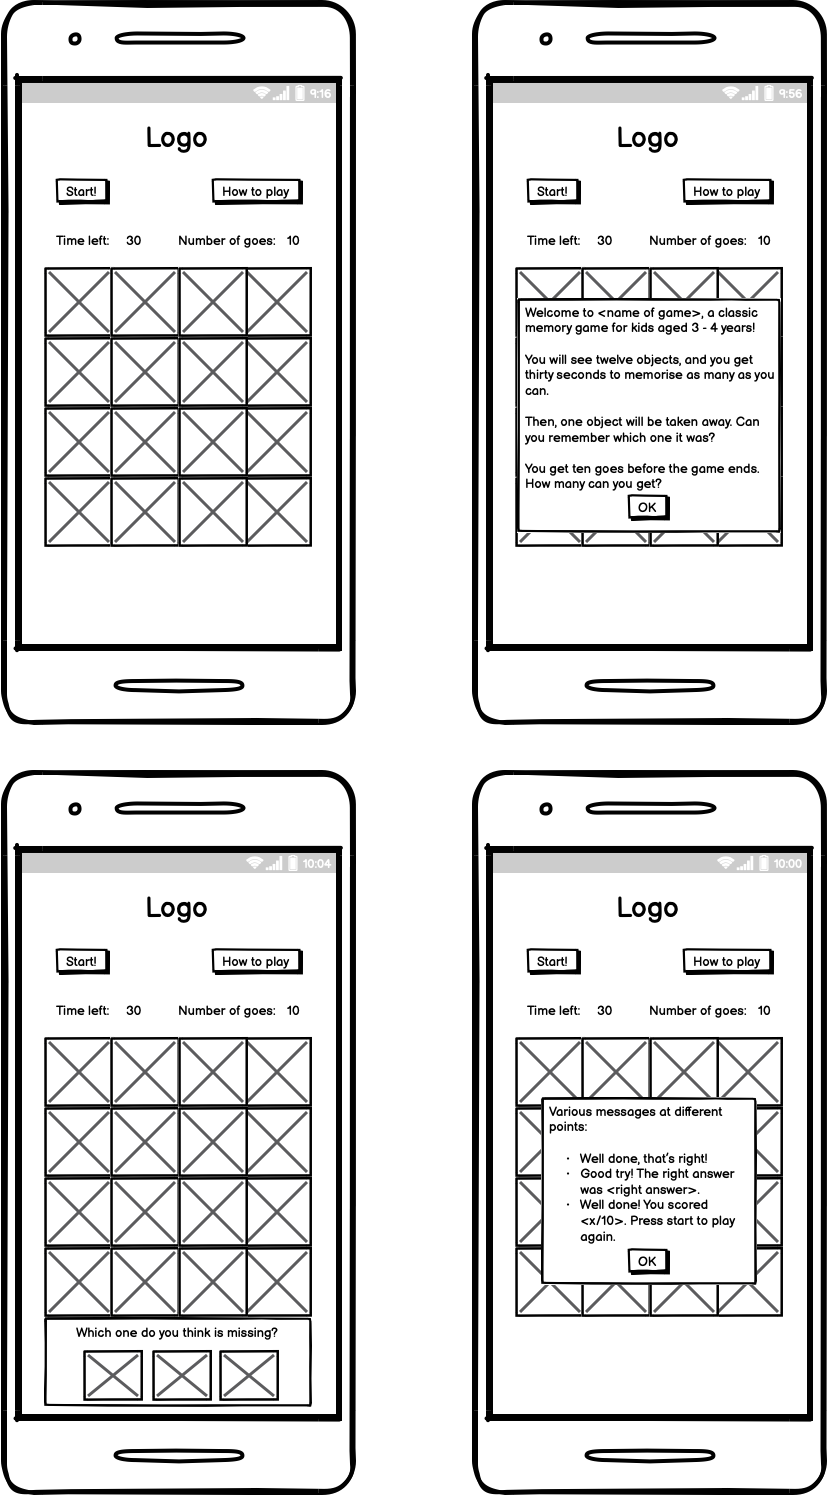 9:16
Logo
Start! How to play
Time left: 30 Number of goes: 10
9:56
Logo
Start! How to play
Time left: 30 Number of goes: 10
Welcome to <name of game>, a classic
memory game for kids aged 3 - 4 years!
You will see twelve objects, and you get
thirty seconds to memorise as many as you
can.
Then, one object will be taken away. Can
you remember which one it was?
You get ten goes before the game ends.
How many can you get?
OK
10:04
Logo
Start! How to play
Time left: 30 Number of goes: 10
Which one do you think is missing?
10:00
Logo
Start! How to play
Time left: 30 Number of goes: 10
Various messages at different
points:
· Well done, that's right!
· Good try! The right answer
was <right answer>.
· Well done! You scored
<x/10>. Press start to play
again.
OK